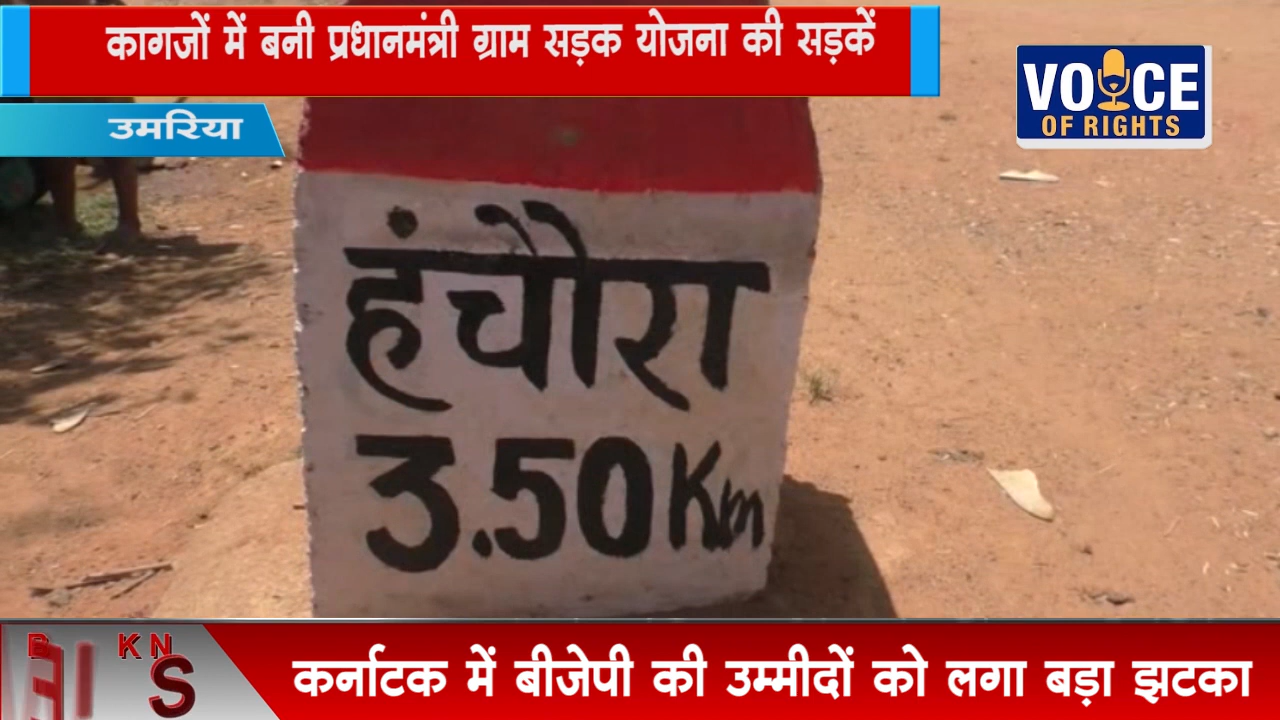 कागजों में बनी प्रधानमंत्री ग्राम सड़क योजना की सड़कें
उमरिया
VOICE
OF RIGHTS
हंचौरा
3.50 Km
कर्नाटक में बीजेपी की उम्मीदों को लगा बड़ा झटका